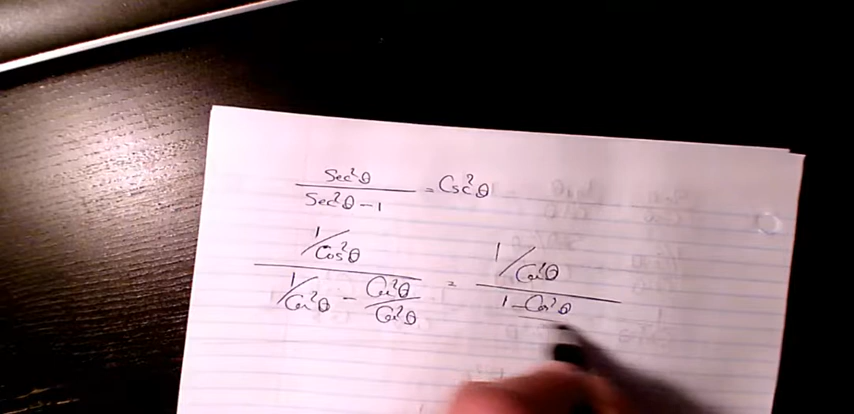 Sec²θ / Sec²θ - 1 = Csc²θ
1/Cos²θ / 1/Cos²θ - Cos²θ/Cos²θ = 1/Cos²θ / 1 - Cos²θ